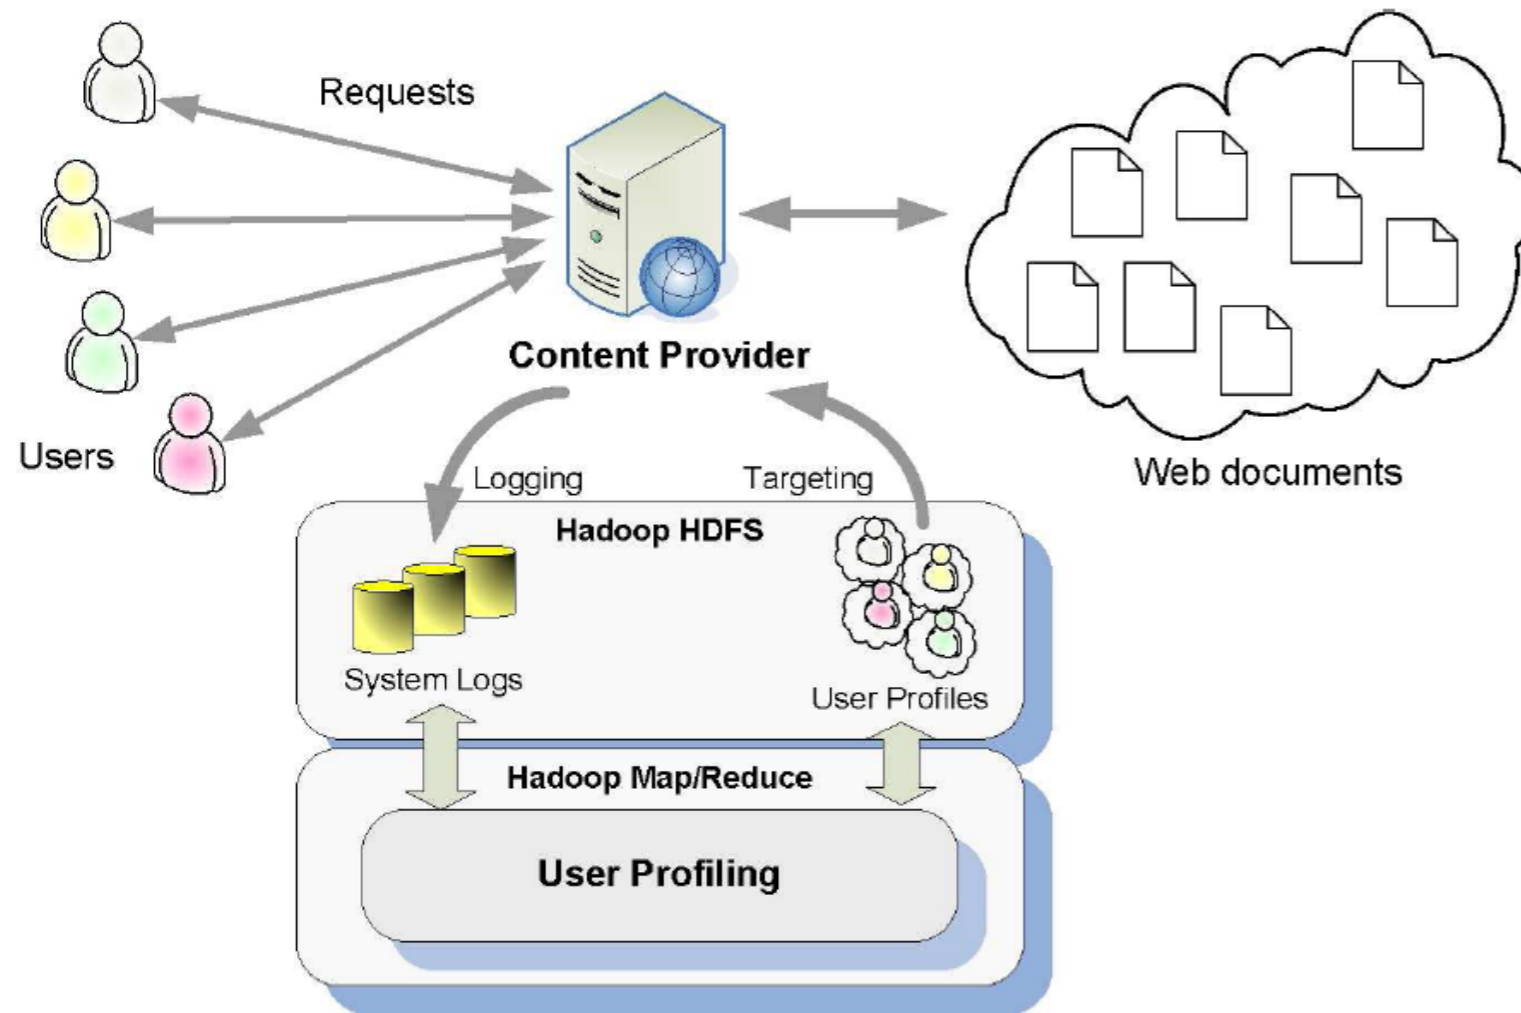 Requests
Content Provider
Users
Web documents
Logging
Targeting
Hadoop HDFS
System Logs
User Profiles
Hadoop Map/Reduce
User Profiling